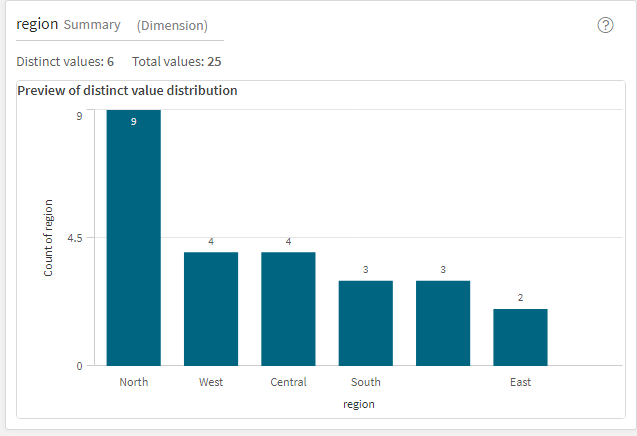 region Summary (Dimension)
Distinct values: 6 Total values: 25
Preview of distinct value distribution
9
4.5
0
Count of region
9
4
4
3
3
2
North West Central South East
region